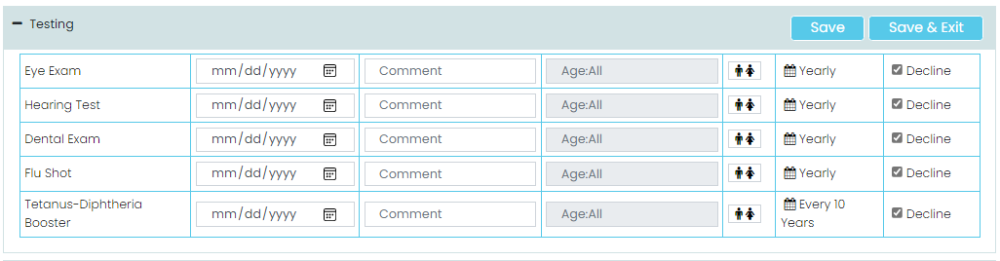 Testing
Save
Save & Exit
Eye Exam mm/dd/yyyy Comment Age:All Yearly Decline
Hearing Test mm/dd/yyyy Comment Age:All Yearly Decline
Dental Exam mm/dd/yyyy Comment Age:All Yearly Decline
Flu Shot mm/dd/yyyy Comment Age:All Yearly Decline
Tetanus-Diphtheria
Booster
mm/dd/yyyy Comment Age:All
Every 10
Years
Decline